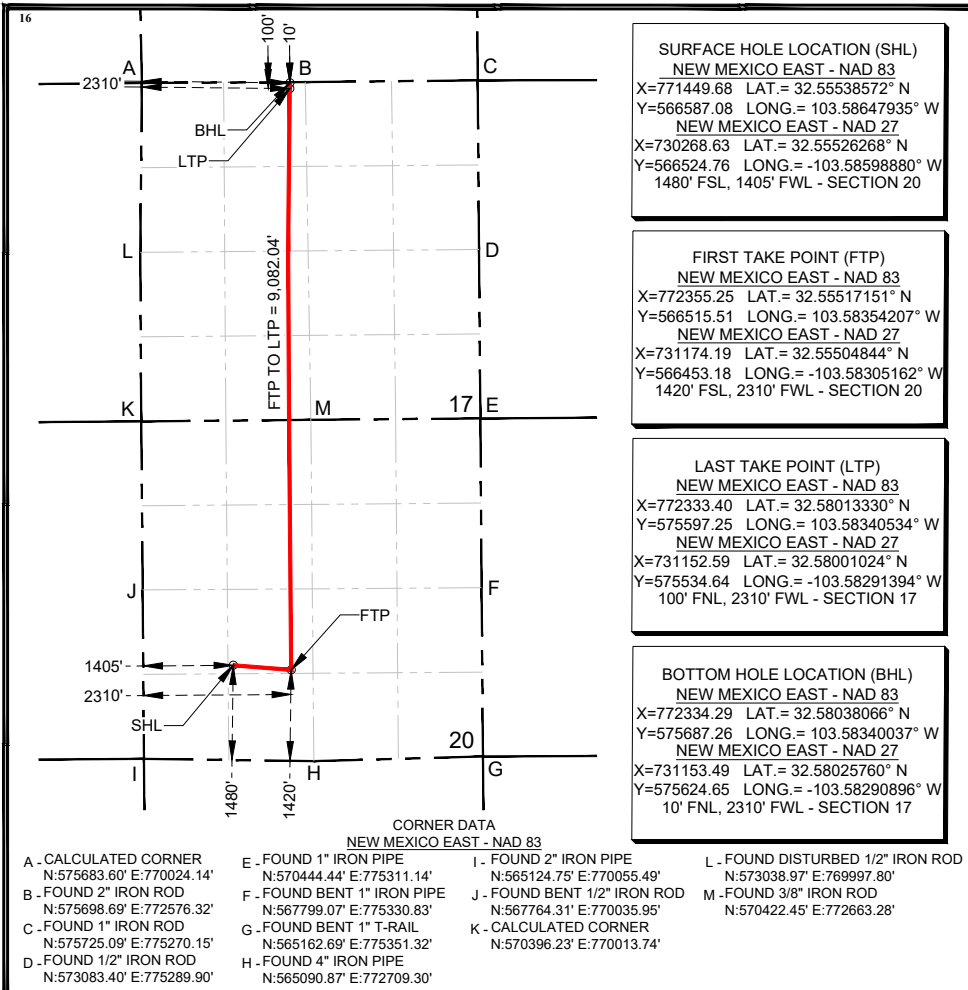 16
100'
10'
A
B
C
2310'
BHL
LTP
L
D
FTP TO LTP = 9,082.04'
K
M
17
E
J
F
FTP
1405'
2310'
SHL
20
I
H
G
1480'
1420'
SURFACE HOLE LOCATION (SHL)
NEW MEXICO EAST - NAD 83
X=771449.68 LAT.= 32.55538572° N
Y=566587.08 LONG.= 103.58647935° W
NEW MEXICO EAST - NAD 27
X=730268.63 LAT.= 32.55526268° N
Y=566524.76 LONG.= -103.58598880° W
1480' FSL, 1405' FWL - SECTION 20
FIRST TAKE POINT (FTP)
NEW MEXICO EAST - NAD 83
X=772355.25 LAT.= 32.55517151° N
Y=566515.51 LONG.= 103.58354207° W
NEW MEXICO EAST - NAD 27
X=731174.19 LAT.= 32.55504844° N
Y=566453.18 LONG.= -103.58305162° W
1420' FSL, 2310' FWL - SECTION 20
LAST TAKE POINT (LTP)
NEW MEXICO EAST - NAD 83
X=772333.40 LAT.= 32.58013330° N
Y=575597.25 LONG.= 103.58340534° W
NEW MEXICO EAST - NAD 27
X=731152.59 LAT.= 32.58001024° N
Y=575534.64 LONG.= -103.58291394° W
100' FNL, 2310' FWL - SECTION 17
BOTTOM HOLE LOCATION (BHL)
NEW MEXICO EAST - NAD 83
X=772334.29 LAT.= 32.58038066° N
Y=575687.26 LONG.= 103.58340037° W
NEW MEXICO EAST - NAD 27
X=731153.49 LAT.= 32.58025760° N
Y=575624.65 LONG.= -103.58290896° W
10' FNL, 2310' FWL - SECTION 17
CORNER DATA
NEW MEXICO EAST - NAD 83
A - CALCULATED CORNER
N:575683.60' E:770024.14'
B - FOUND 2" IRON ROD
N:575698.69' E:772576.32'
C - FOUND 1" IRON ROD
N:575725.09' E:775270.15'
D - FOUND 1/2" IRON ROD
N:573083.40' E:775289.90'
E - FOUND 1" IRON PIPE
N:570444.44' E:775311.14'
F - FOUND BENT 1" IRON PIPE
N:567799.07' E:775330.83'
G - FOUND BENT 1" T-RAIL
N:565162.69' E:775351.32'
H - FOUND 4" IRON PIPE
N:565090.87' E:772709.30'
I - FOUND 2" IRON PIPE
N:565124.75' E:770055.49'
J - FOUND BENT 1/2" IRON ROD
N:567764.31' E:770035.95'
K - CALCULATED CORNER
N:570396.23' E:770013.74'
L - FOUND DISTURBED 1/2" IRON ROD
N:573038.97' E:769997.80'
M - FOUND 3/8" IRON ROD
N:570422.45' E:772663.28'